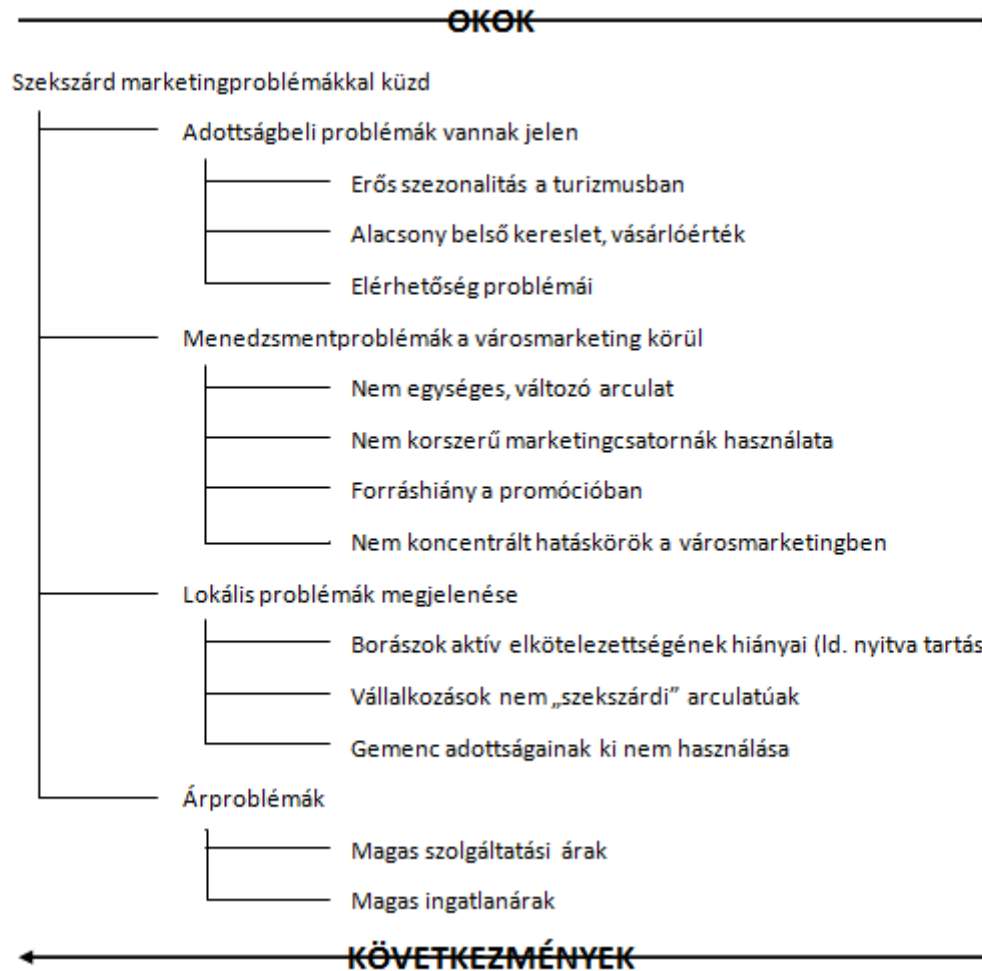 OKOK
Szekszárd marketingproblémákkal küzd
Adottságbeli problémák vannak jelen
Erős szezonalitás a turizmusban
Alacsony belső kereslet, vásárlóérték
Elérhetőség problémái
Menedzsmentproblémák a városmarketing körül
Nem egységes, változó arculat
Nem korszerű marketingcsatornák használata
Forráshiány a promócióban
Nem koncentrált hatáskörök a városmarketingben
Lokális problémák megjelenése
Borászok aktív elkötelezettségének hiányai (ld. nyitva tartás
Vállalkozások nem „szekszárdi” arculatúak
Gemenc adottságainak ki nem használása
Árproblémák
Magas szolgáltatási árak
Magas ingatlanárak
KÖVETKEZMÉNYEK